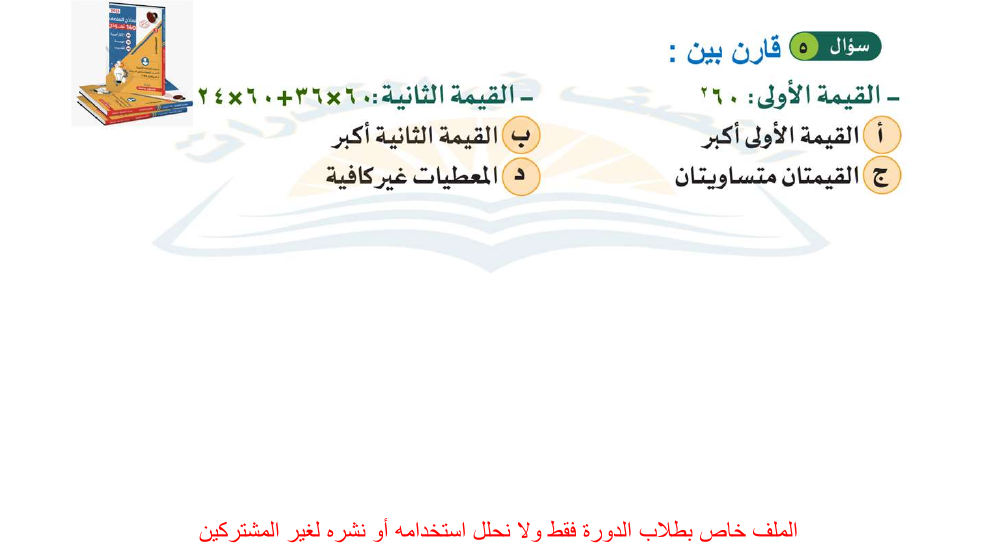 سؤال ٥ قارن بين :
- القيمة الأولى: ٦٠²
- القيمة الثانية: ٦٠×٣٦+٦٠×٢٤
أ القيمة الأولى أكبر
ب القيمة الثانية أكبر
ج القيمتان متساويتان
د المعطيات غير كافية
الملف خاص بطلاب الدورة فقط ولا نحلل استخدامه أو نشره لغير المشتركين